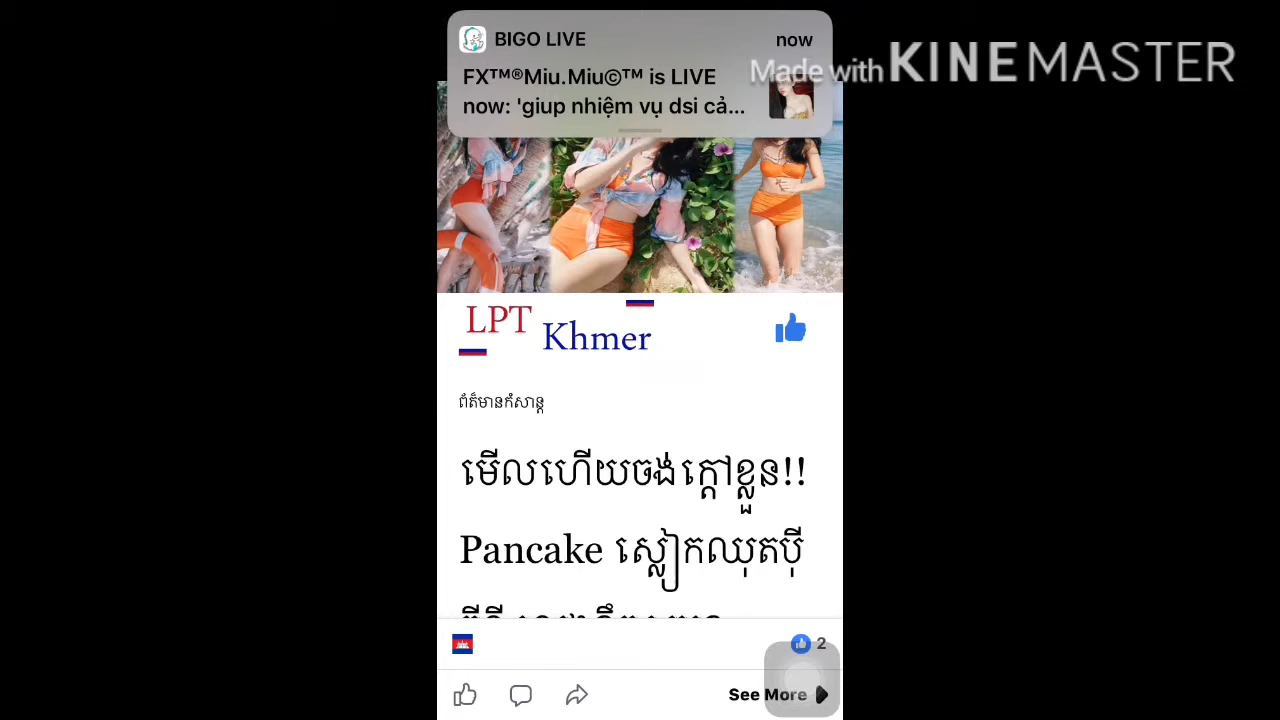 BIGO LIVE
now
FX™®Miu.Miu©™ is LIVE
now: 'giup nhiệm vụ dsi cả...
Made with KINEMASTER
LPT Khmer
ព័ត៌មានកំសាន្ត
មើលហើយចង់ក្តៅខ្លួន!!
Pancake ស្លៀកឈុតប៊ី
2
See More